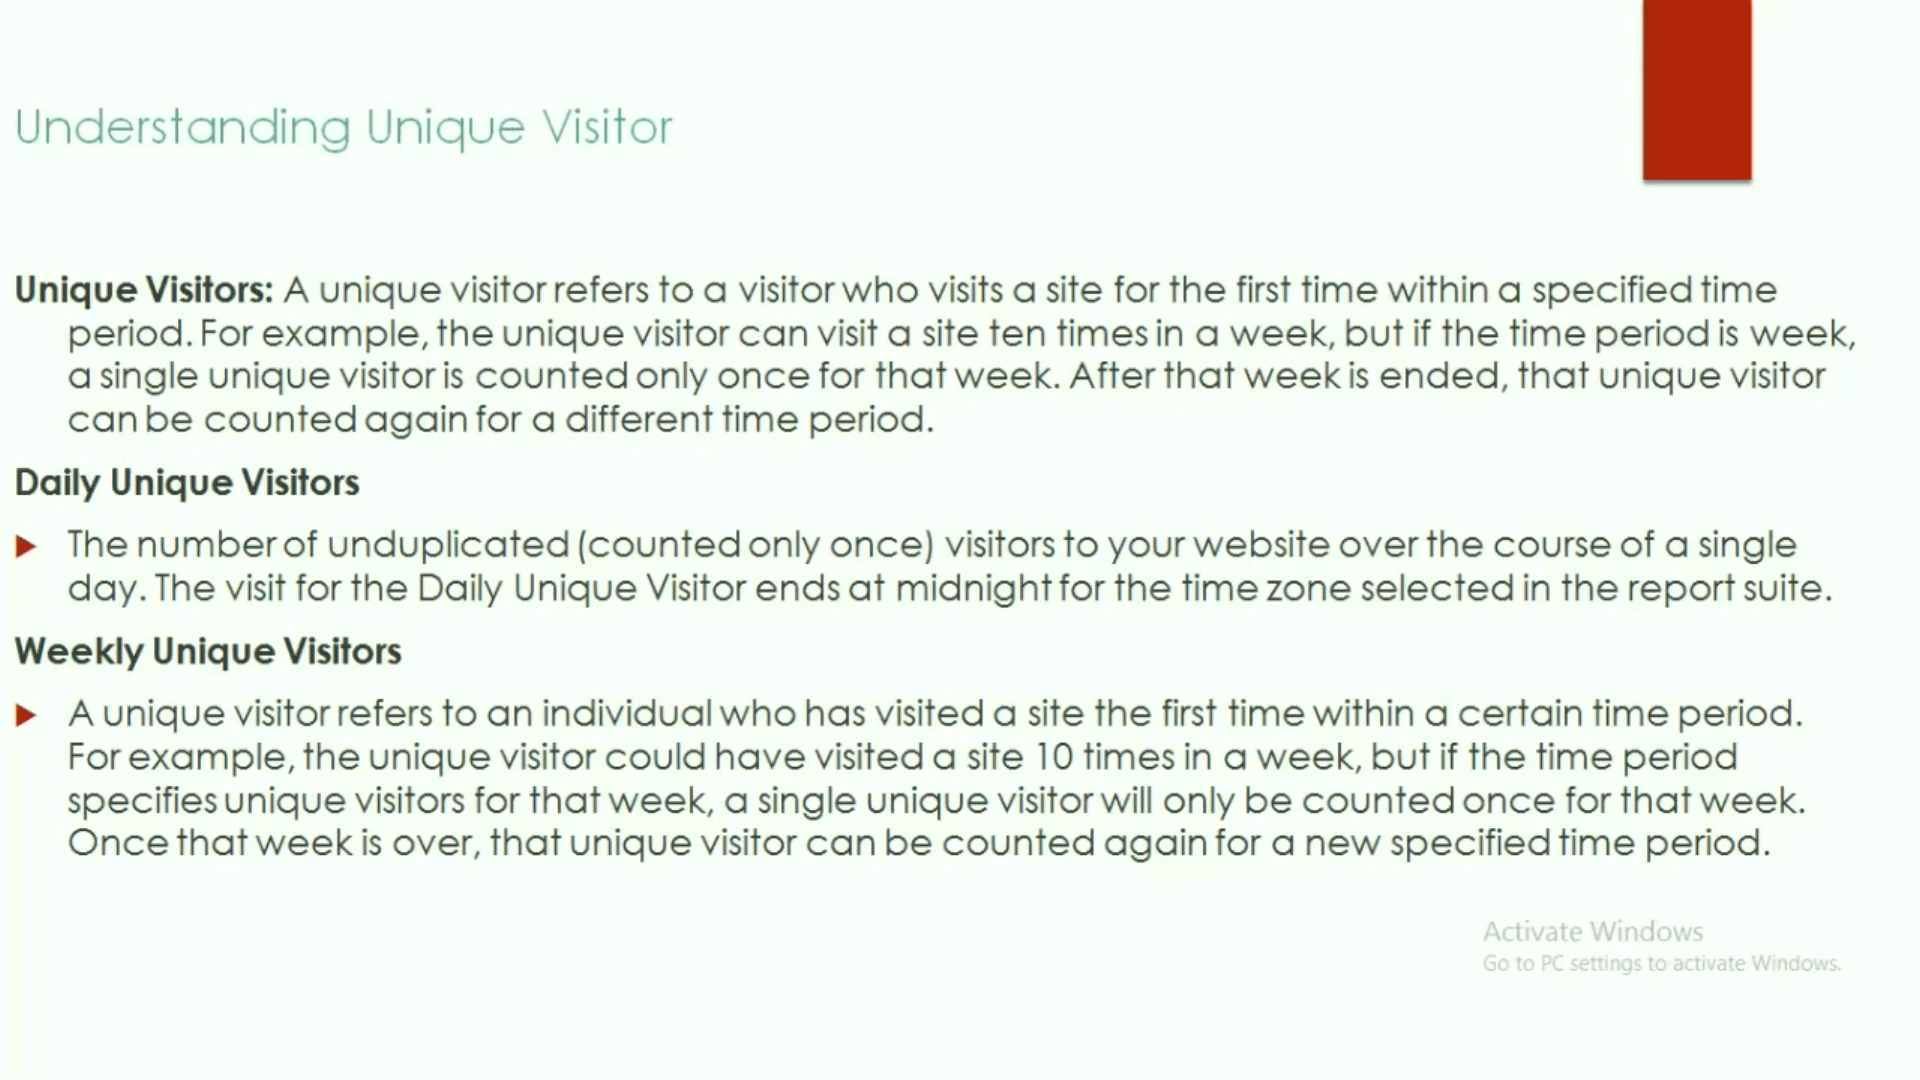 Understanding Unique Visitor
Unique Visitors: A unique visitor refers to a visitor who visits a site for the first time within a specified time
period. For example, the unique visitor can visit a site ten times in a week, but if the time period is week,
a single unique visitor is counted only once for that week. After that week is ended, that unique visitor
can be counted again for a different time period.
Daily Unique Visitors
The number of unduplicated (counted only once) visitors to your website over the course of a single
day. The visit for the Daily Unique Visitor ends at midnight for the time zone selected in the report suite.
Weekly Unique Visitors
A unique visitor refers to an individual who has visited a site the first time within a certain time period.
For example, the unique visitor could have visited a site 10 times in a week, but if the time period
specifies unique visitors for that week, a single unique visitor will only be counted once for that week.
Once that week is over, that unique visitor can be counted again for a new specified time period.
Activate Windows
Go to PC settings to activate Windows.